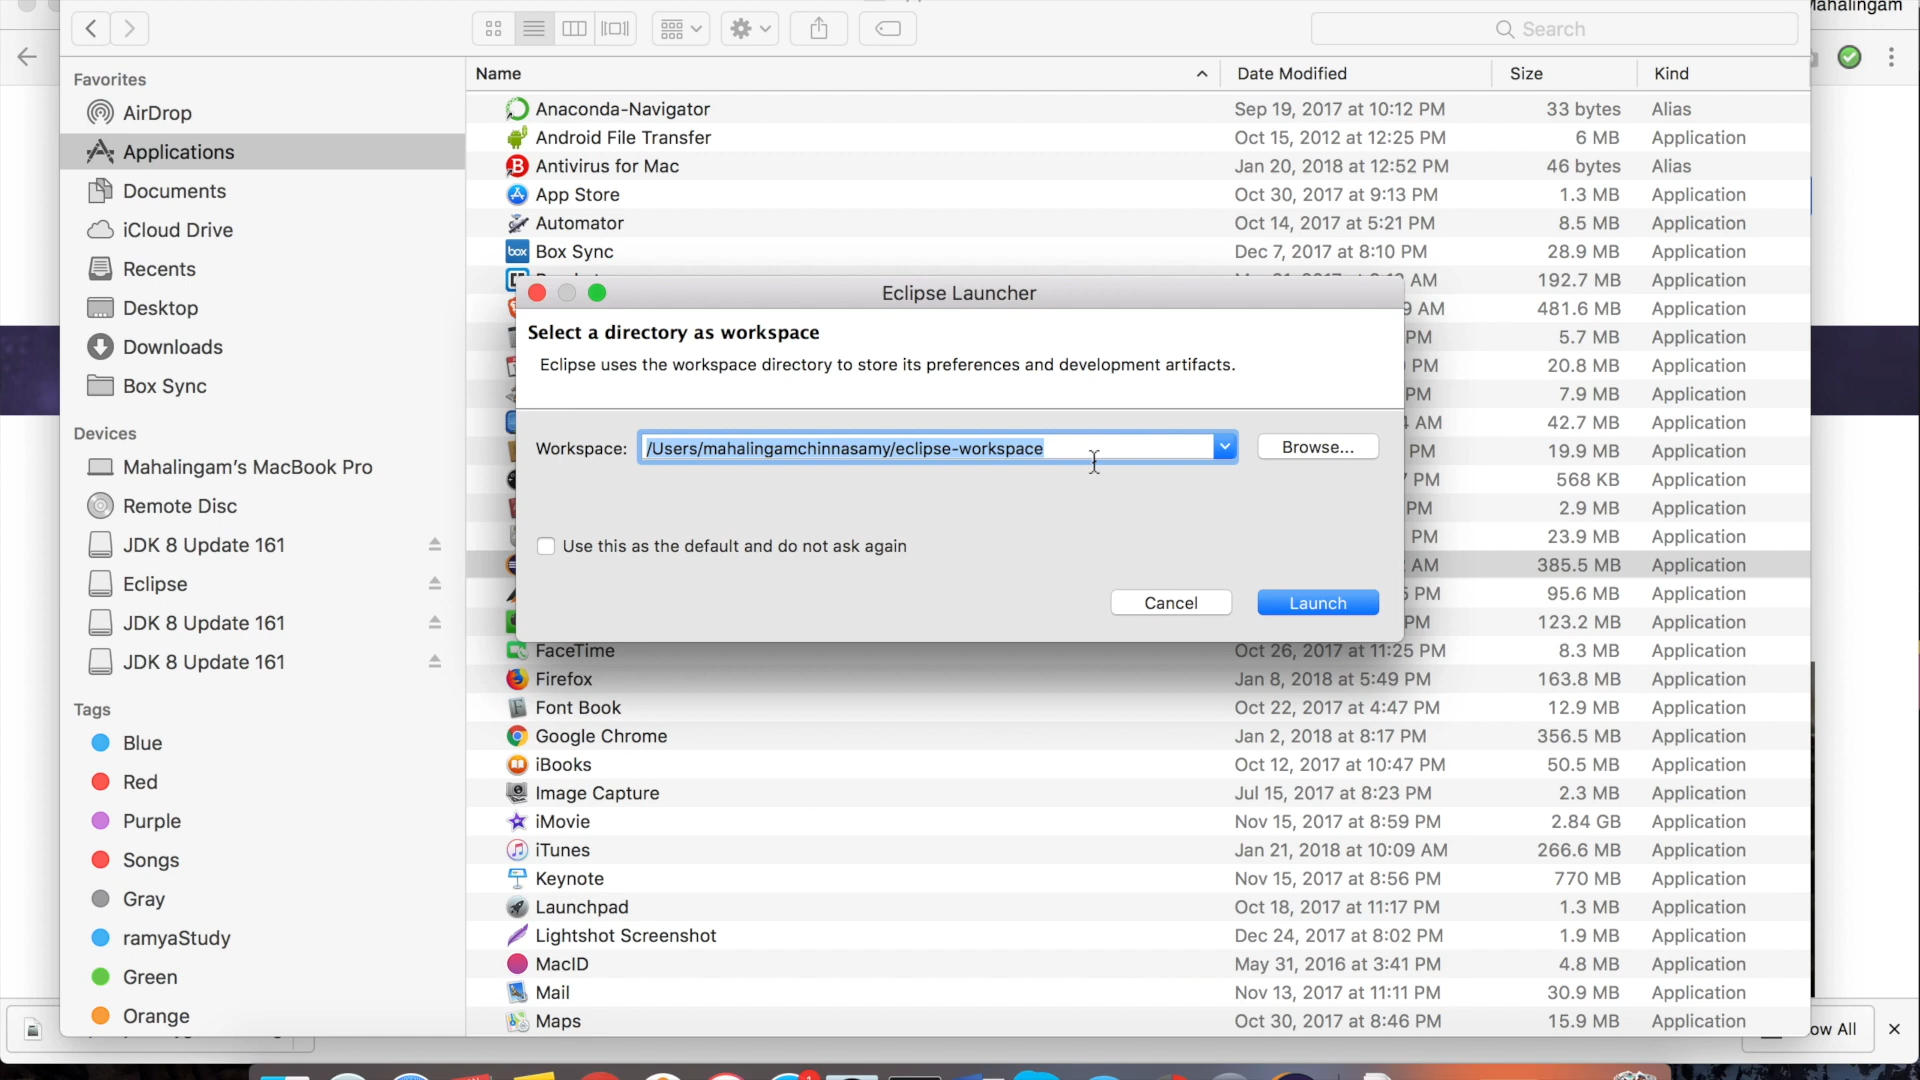 Mahalingam
Search
Favorites
AirDrop
Applications
Documents
iCloud Drive
Recents
Desktop
Downloads
Box Sync
Devices
Mahalingam's MacBook Pro
Remote Disc
JDK 8 Update 161
Eclipse
JDK 8 Update 161
JDK 8 Update 161
Tags
Blue
Red
Purple
Songs
Gray
ramyaStudy
Green
Orange
Name Date Modified Size Kind
Anaconda-Navigator Sep 19, 2017 at 10:12 PM 33 bytes Alias
Android File Transfer Oct 15, 2012 at 12:25 PM 6 MB Application
Antivirus for Mac Jan 20, 2018 at 12:52 PM 46 bytes Alias
App Store Oct 30, 2017 at 9:13 PM 1.3 MB Application
Automator Oct 14, 2017 at 5:21 PM 8.5 MB Application
box Box Sync Dec 7, 2017 at 8:10 PM 28.9 MB Application
AM 192.7 MB Application
9 AM 481.6 MB Application
PM 5.7 MB Application
PM 20.8 MB Application
PM 7.9 MB Application
AM 42.7 MB Application
PM 19.9 MB Application
PM 568 KB Application
PM 2.9 MB Application
PM 23.9 MB Application
AM 385.5 MB Application
PM 95.6 MB Application
PM 123.2 MB Application
Eclipse Launcher
Select a directory as workspace
Eclipse uses the workspace directory to store its preferences and development artifacts.
Workspace: /Users/mahalingamchinnasamy/eclipse-workspace Browse...
Use this as the default and do not ask again
Cancel Launch
FaceTime Oct 26, 2017 at 11:25 PM 8.3 MB Application
Firefox Jan 8, 2018 at 5:49 PM 163.8 MB Application
Font Book Oct 22, 2017 at 4:47 PM 12.9 MB Application
Google Chrome Jan 2, 2018 at 8:17 PM 356.5 MB Application
iBooks Oct 12, 2017 at 10:47 PM 50.5 MB Application
Image Capture Jul 15, 2017 at 8:23 PM 2.3 MB Application
iMovie Nov 15, 2017 at 8:59 PM 2.84 GB Application
iTunes Jan 21, 2018 at 10:09 AM 266.6 MB Application
Keynote Nov 15, 2017 at 8:56 PM 770 MB Application
Launchpad Oct 18, 2017 at 11:17 PM 1.3 MB Application
Lightshot Screenshot Dec 24, 2017 at 8:02 PM 1.9 MB Application
MacID May 31, 2016 at 3:41 PM 4.8 MB Application
Mail Nov 13, 2017 at 11:11 PM 30.9 MB Application
Maps Oct 30, 2017 at 8:46 PM 15.9 MB Application
ow All